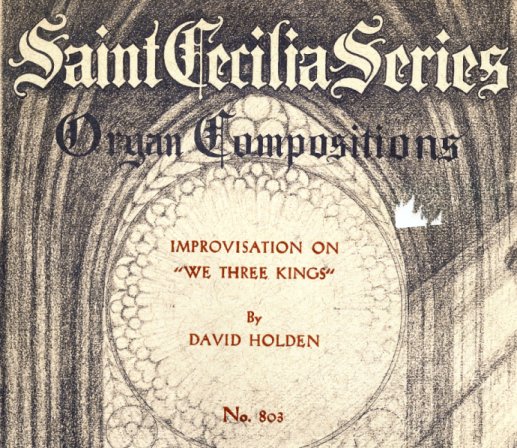 Saint Cecilia Series
Organ Compositions
IMPROVISATION ON
"WE THREE KINGS"
By
DAVID HOLDEN
No. 803